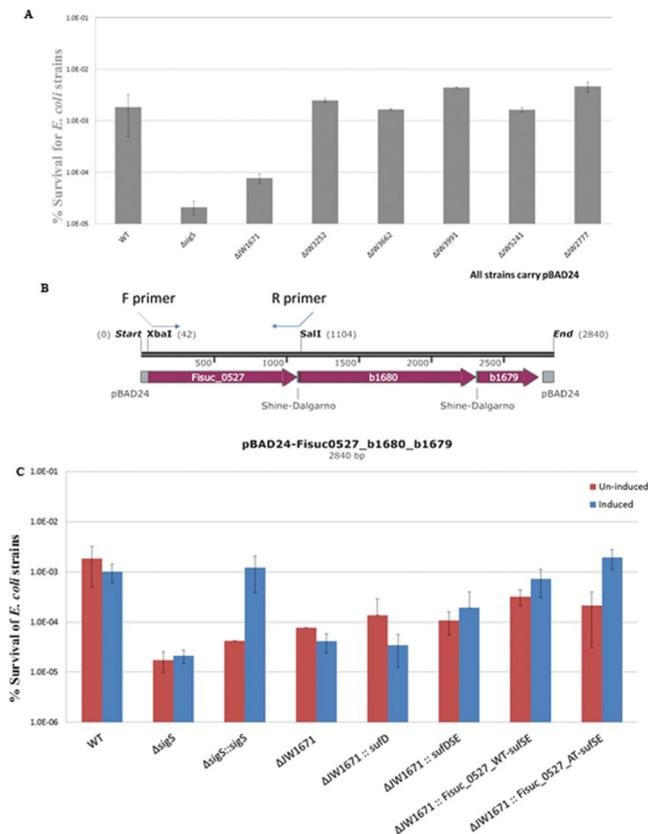 A
1.0E-01
1.0E-02
1.0E-03
1.0E-04
1.0E-05
% Survival for E. coli strains
WT
ΔsigS
ΔJW1671
ΔJW3252
ΔJW3662
ΔJW3991
ΔJW5241
ΔJW2777
All strains carry pBAD24
B
F primer R primer
(0) Start XbaI (42) SalI (1104) End (2840)
500 1000 1500 2000 2500
Fisuc_0527 b1680 b1679
pBAD24 pBAD24
Shine-Dalgarno Shine-Dalgarno
pBAD24-Fisuc0527_b1680_b1679
2840 bp
C
1.0E-01
1.0E-02
1.0E-03
1.0E-04
1.0E-05
1.0E-06
% Survival of E. coli strains
Un-induced
Induced
WT
ΔsigS
ΔsigS::sigS
ΔJW1671
ΔJW1671 :: sufD
ΔJW1671 :: sufDSE
ΔJW1671 :: Fisuc_0527_WT-sufSE
ΔJW1671 :: Fisuc_0527_AT-sufSE